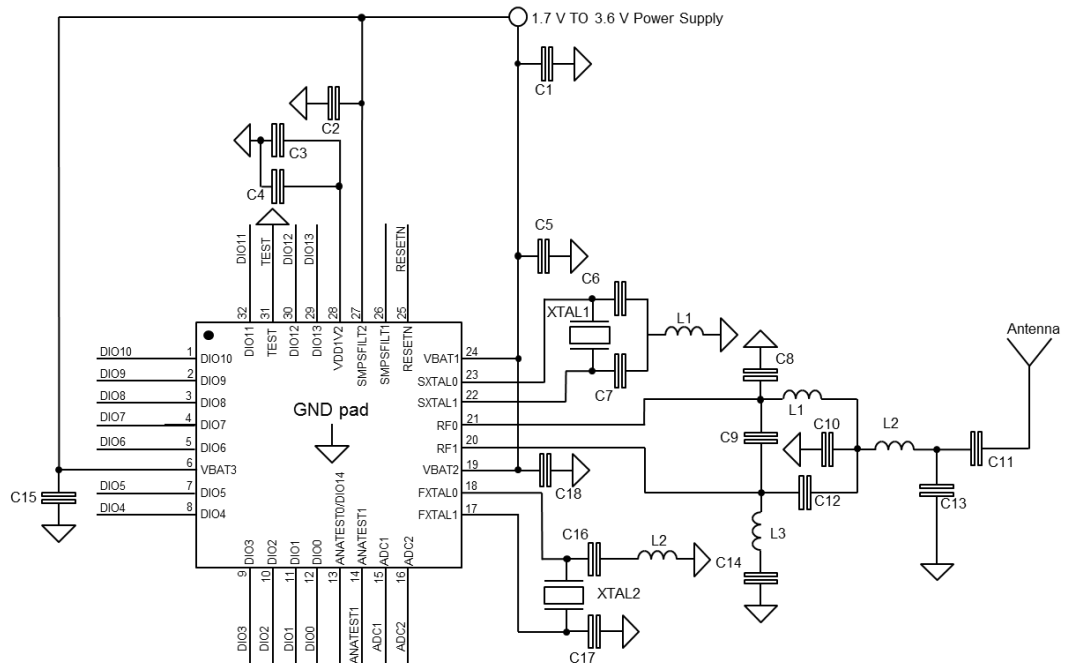 1.7 V TO 3.6 V Power Supply
C1
C2
C3
C4
C5
C6
XTAL1
L1
C7
C8
L1
C9
C10
L2
C11
C12
C13
Antenna
L3
C14
C15
C16
L2
XTAL2
C17
C18
DIO11
TEST
DIO12
DIO13
RESETN
32
31
30
29
28
27
26
25
DIO11
TEST
DIO12
DIO13
VDD1V2
SMPSFILT2
SMPSFILT1
RESETN
DIO10 1 DIO10
DIO9 2 DIO9
DIO8 3 DIO8
DIO7 4 DIO7
DIO6 5 DIO6
6 VBAT3
DIO5 7 DIO5
DIO4 8 DIO4
GND pad
VBAT1 24
SXTAL0 23
SXTAL1 22
RF0 21
RF1 20
VBAT2 19
FXTAL0 18
FXTAL1 17
DIO3
DIO2
DIO1
DIO0
ANATEST0/DIO14
ANATEST1
ADC1
ADC2
9
10
11
12
13
14
15
16
DIO3
DIO2
DIO1
DIO0
ANATEST1
ADC1
ADC2